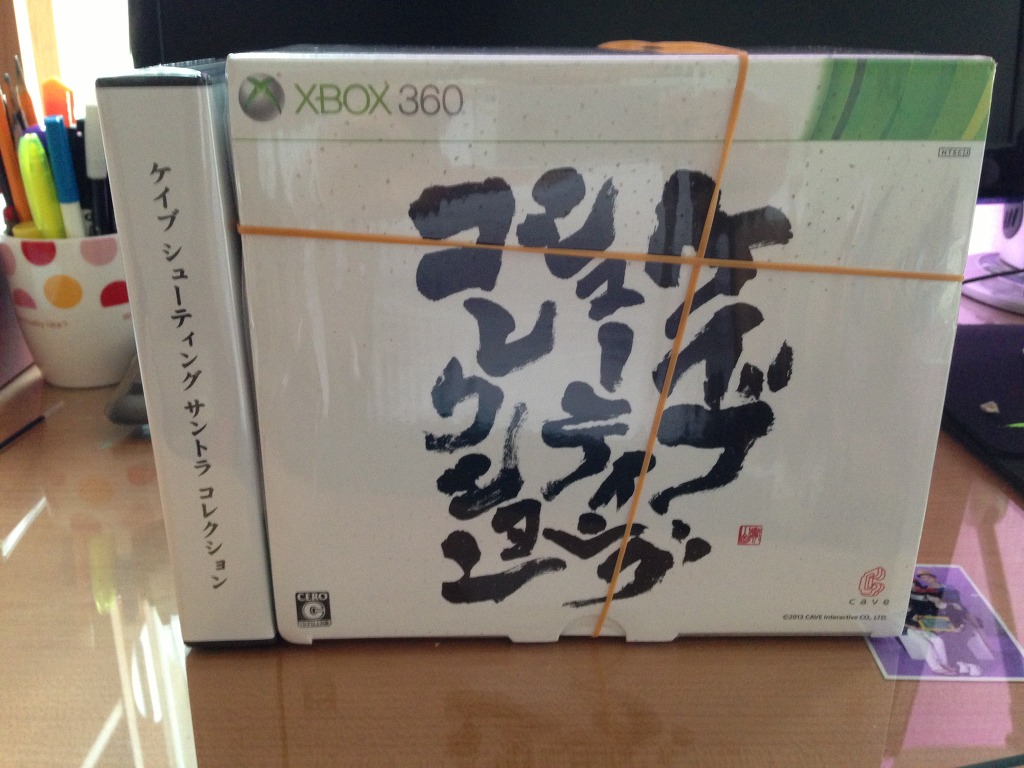 ケイブ シューティング サントラ コレクション
XBOX 360
NTSC J
ケイブ
シューティング
コレクション
CERO
cave
©2013 CAVE Interactive CO., LTD.